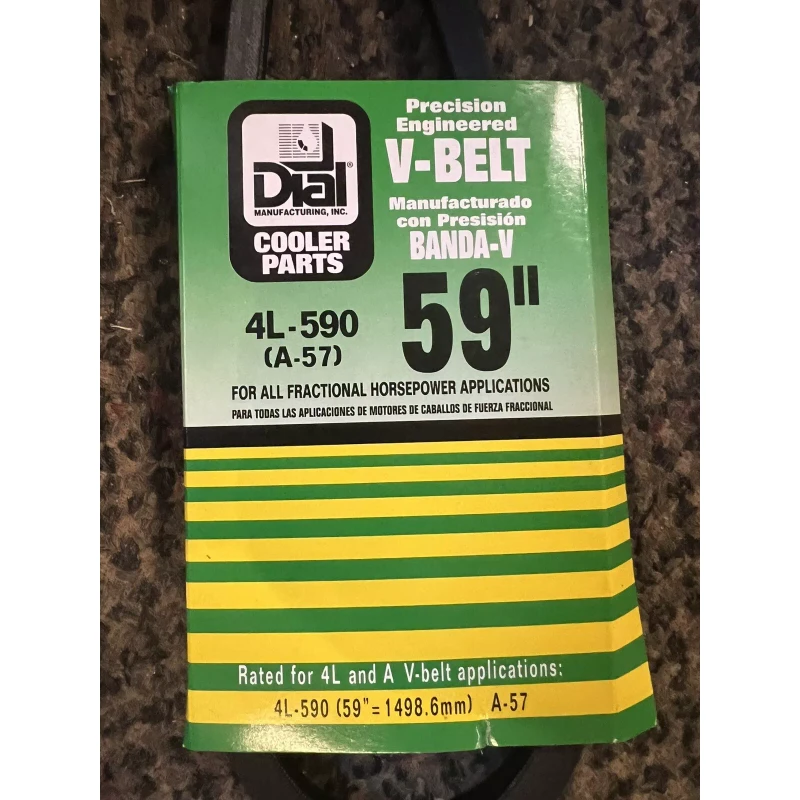 Dial®
MANUFACTURING, INC.
COOLER
PARTS
Precision
Engineered
V-BELT
Manufacturado
con Presisión
BANDA-V
4L-590
(A-57)
59"
FOR ALL FRACTIONAL HORSEPOWER APPLICATIONS
PARA TODAS LAS APLICACIONES DE MOTORES DE CABALLOS DE FUERZA FRACCIONAL
Rated for 4L and A V-belt applications:
4L-590 (59"=1498.6mm) A-57